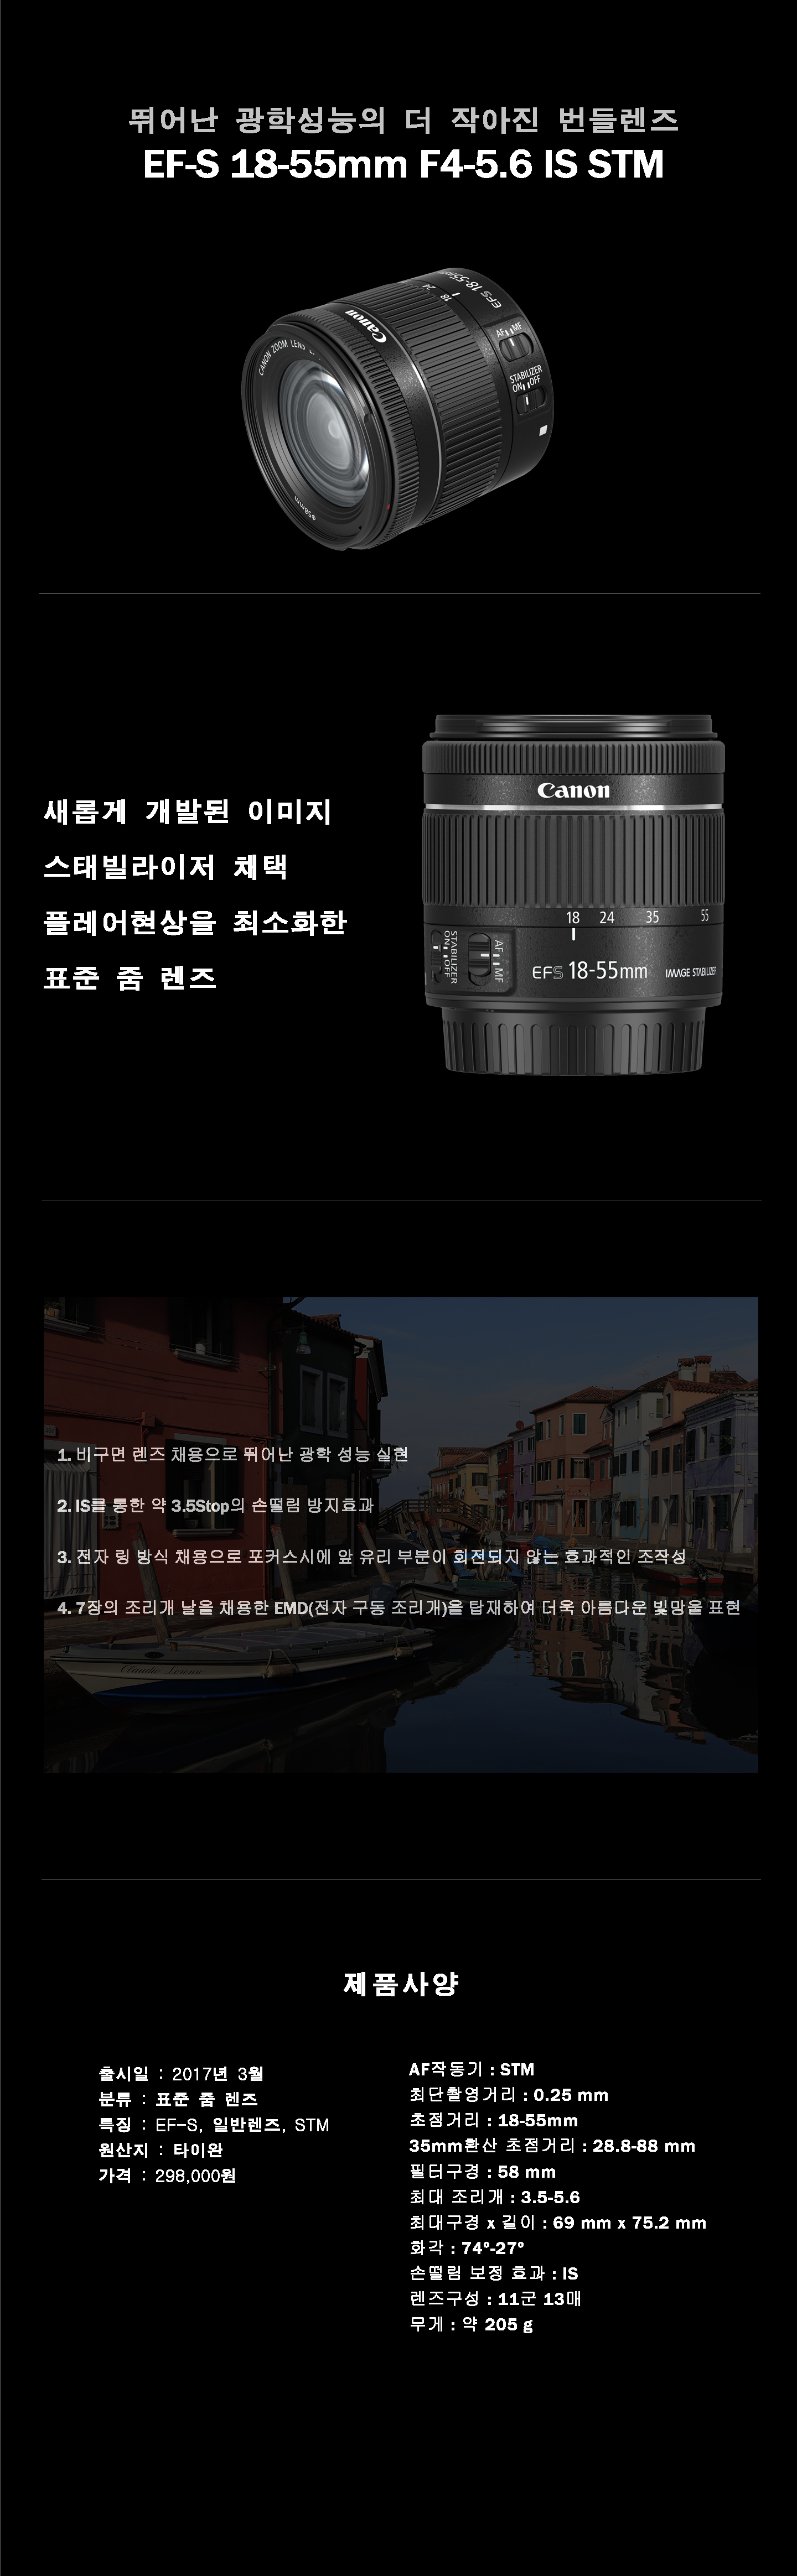 뛰어난 광학성능의 더 작아진 번들렌즈
EF-S 18-55mm F4-5.6 IS STM
CANON ZOOM LENS
Canon
18
24
EFS 18-55mm
AF MF
STABILIZER
ON OFF
ø58mm
새롭게 개발된 이미지
스태빌라이저 채택
플레어현상을 최소화한
표준 줌 렌즈
Canon
18 24 35 55
STABILIZER
ON OFF
AF MF
EFS 18-55mm
IMAGE STABILIZER
1. 비구면 렌즈 채용으로 뛰어난 광학 성능 실현
2. IS를 통한 약 3.5Stop의 손떨림 방지효과
3. 전자 링 방식 채용으로 포커스시에 앞 유리 부분이 회전되지 않는 효과적인 조작성
4. 7장의 조리개 날을 채용한 EMD(전자 구동 조리개)을 탑재하여 더욱 아름다운 빛망울 표현
제품사양
출시일 : 2017년 3월
분류 : 표준 줌 렌즈
특징 : EF-S, 일반렌즈, STM
원산지 : 타이완
가격 : 298,000원
AF작동기 : STM
최단촬영거리 : 0.25 mm
초점거리 : 18-55mm
35mm환산 초점거리 : 28.8-88 mm
필터구경 : 58 mm
최대 조리개 : 3.5-5.6
최대구경 x 길이 : 69 mm x 75.2 mm
화각 : 74º-27º
손떨림 보정 효과 : IS
렌즈구성 : 11군 13매
무게 : 약 205 g